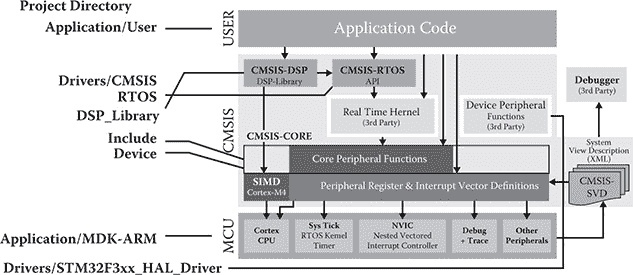 Project Directory
Application/User
Drivers/CMSIS
RTOS
DSP_Library
Include
Device
Application/MDK-ARM
Drivers/STM32F3xx_HAL_Driver
USER
Application Code
CMSIS
CMSIS-DSP
DSP-Library
CMSIS-RTOS
API
Real Time Hernel
(3rd Party)
Device Peripheral
Functions
(3rd Party)
Debugger
(3rd Party)
CMSIS-CORE
Core Peripheral Functions
System
View Description
(XML)
SIMD
Cortex-M4
Peripheral Register & Interrupt Vector Definitions
CMSIS-
SVD
MCU
Cortex
CPU
Sys Tick
RTOS Kernel
Timer
NVIC
Nested Vectored
Interrupt Controller
Debug
+ Trace
Other
Peripherals